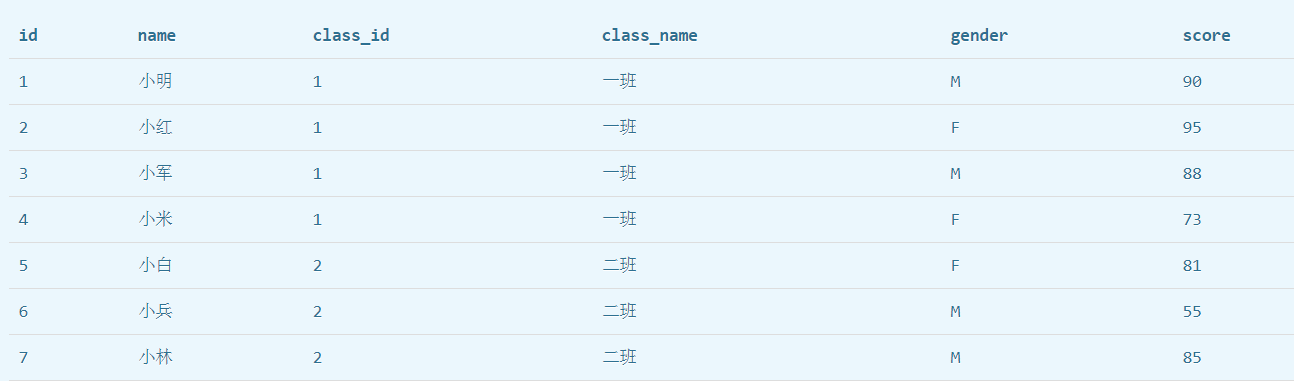 id name class_id class_name gender score
1 小明 1 一班 M 90
2 小红 1 一班 F 95
3 小军 1 一班 M 88
4 小米 1 一班 F 73
5 小白 2 二班 F 81
6 小兵 2 二班 M 55
7 小林 2 二班 M 85